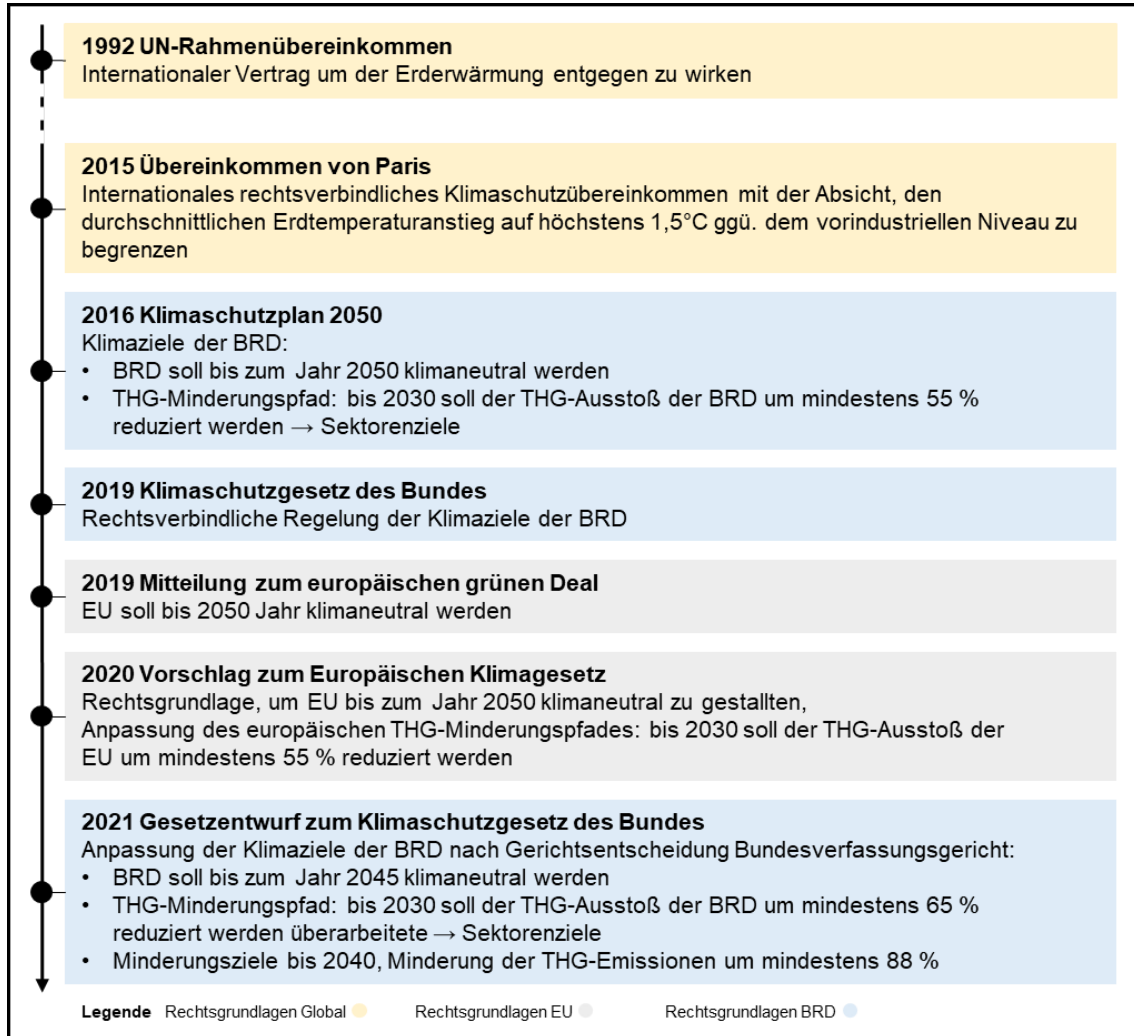 1992 UN-Rahmenübereinkommen
Internationaler Vertrag um der Erderwärmung entgegen zu wirken
2015 Übereinkommen von Paris
Internationales rechtsverbindliches Klimaschutzübereinkommen mit der Absicht, den
durchschnittlichen Erdtemperaturanstieg auf höchstens 1,5°C ggü. dem vorindustriellen Niveau zu
begrenzen
2016 Klimaschutzplan 2050
Klimaziele der BRD:
• BRD soll bis zum Jahr 2050 klimaneutral werden
• THG-Minderungspfad: bis 2030 soll der THG-Ausstoß der BRD um mindestens 55 %
reduziert werden → Sektorenziele
2019 Klimaschutzgesetz des Bundes
Rechtsverbindliche Regelung der Klimaziele der BRD
2019 Mitteilung zum europäischen grünen Deal
EU soll bis 2050 Jahr klimaneutral werden
2020 Vorschlag zum Europäischen Klimagesetz
Rechtsgrundlage, um EU bis zum Jahr 2050 klimaneutral zu gestallten,
Anpassung des europäischen THG-Minderungspfades: bis 2030 soll der THG-Ausstoß der
EU um mindestens 55 % reduziert werden
2021 Gesetzentwurf zum Klimaschutzgesetz des Bundes
Anpassung der Klimaziele der BRD nach Gerichtsentscheidung Bundesverfassungsgericht:
• BRD soll bis zum Jahr 2045 klimaneutral werden
• THG-Minderungspfad: bis 2030 soll der THG-Ausstoß der BRD um mindestens 65 %
reduziert werden überarbeitete → Sektorenziele
• Minderungsziele bis 2040, Minderung der THG-Emissionen um mindestens 88 %
Legende Rechtsgrundlagen Global Rechtsgrundlagen EU Rechtsgrundlagen BRD